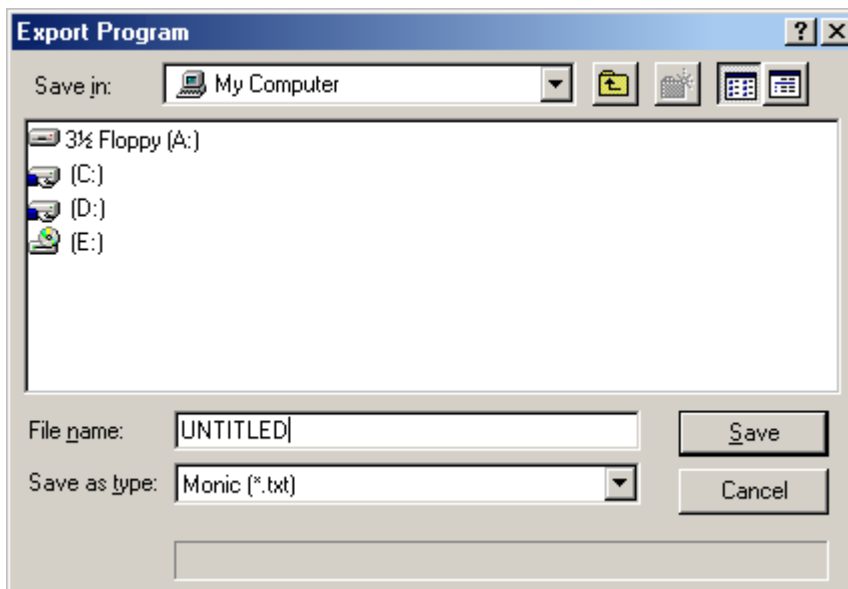 Export Program
Save in: My Computer
3½ Floppy (A:)
(C:)
(D:)
(E:)
File name: UNTITLED Save
Save as type: Monic (*.txt) Cancel